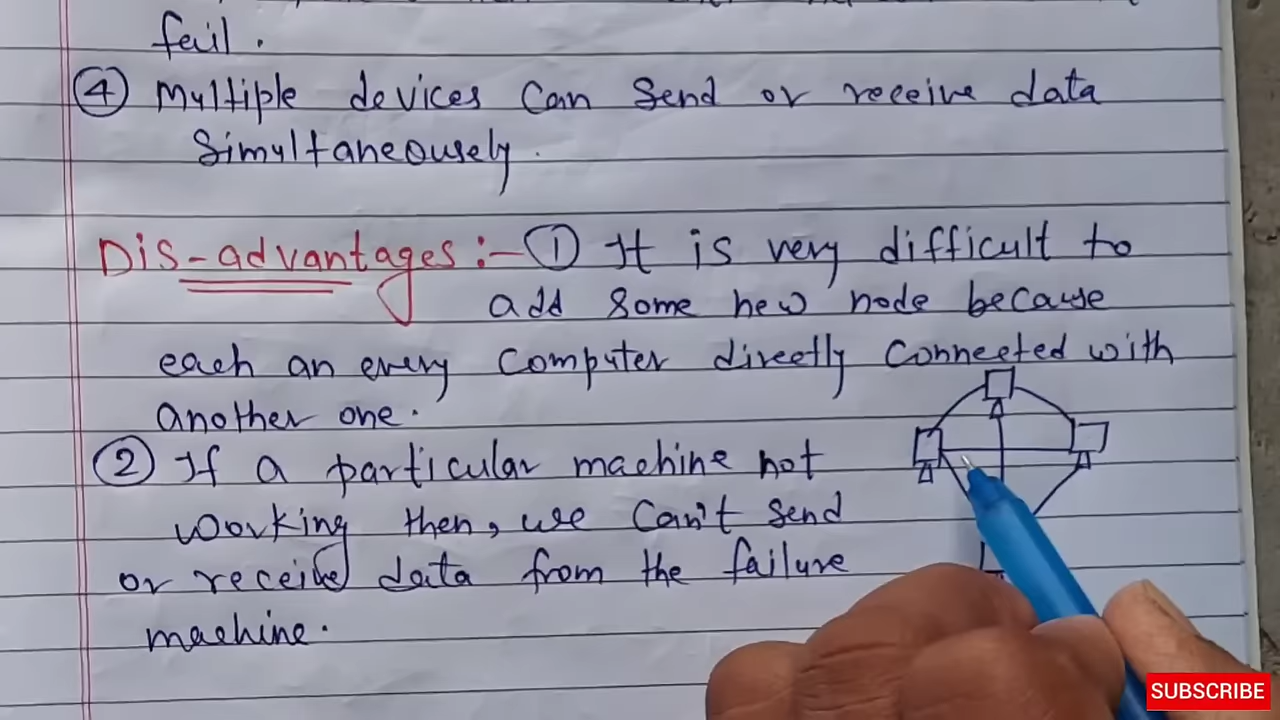 fail.
④ Multiple devices can send or receive data
Simultaneousely.
Dis-advantages :- ① It is very difficult to
add some new node because
each an every computer directly connected with
another one.
② If a particular machine not
working then, we can't send
or receive data from the failure
machine.
SUBSCRIBE